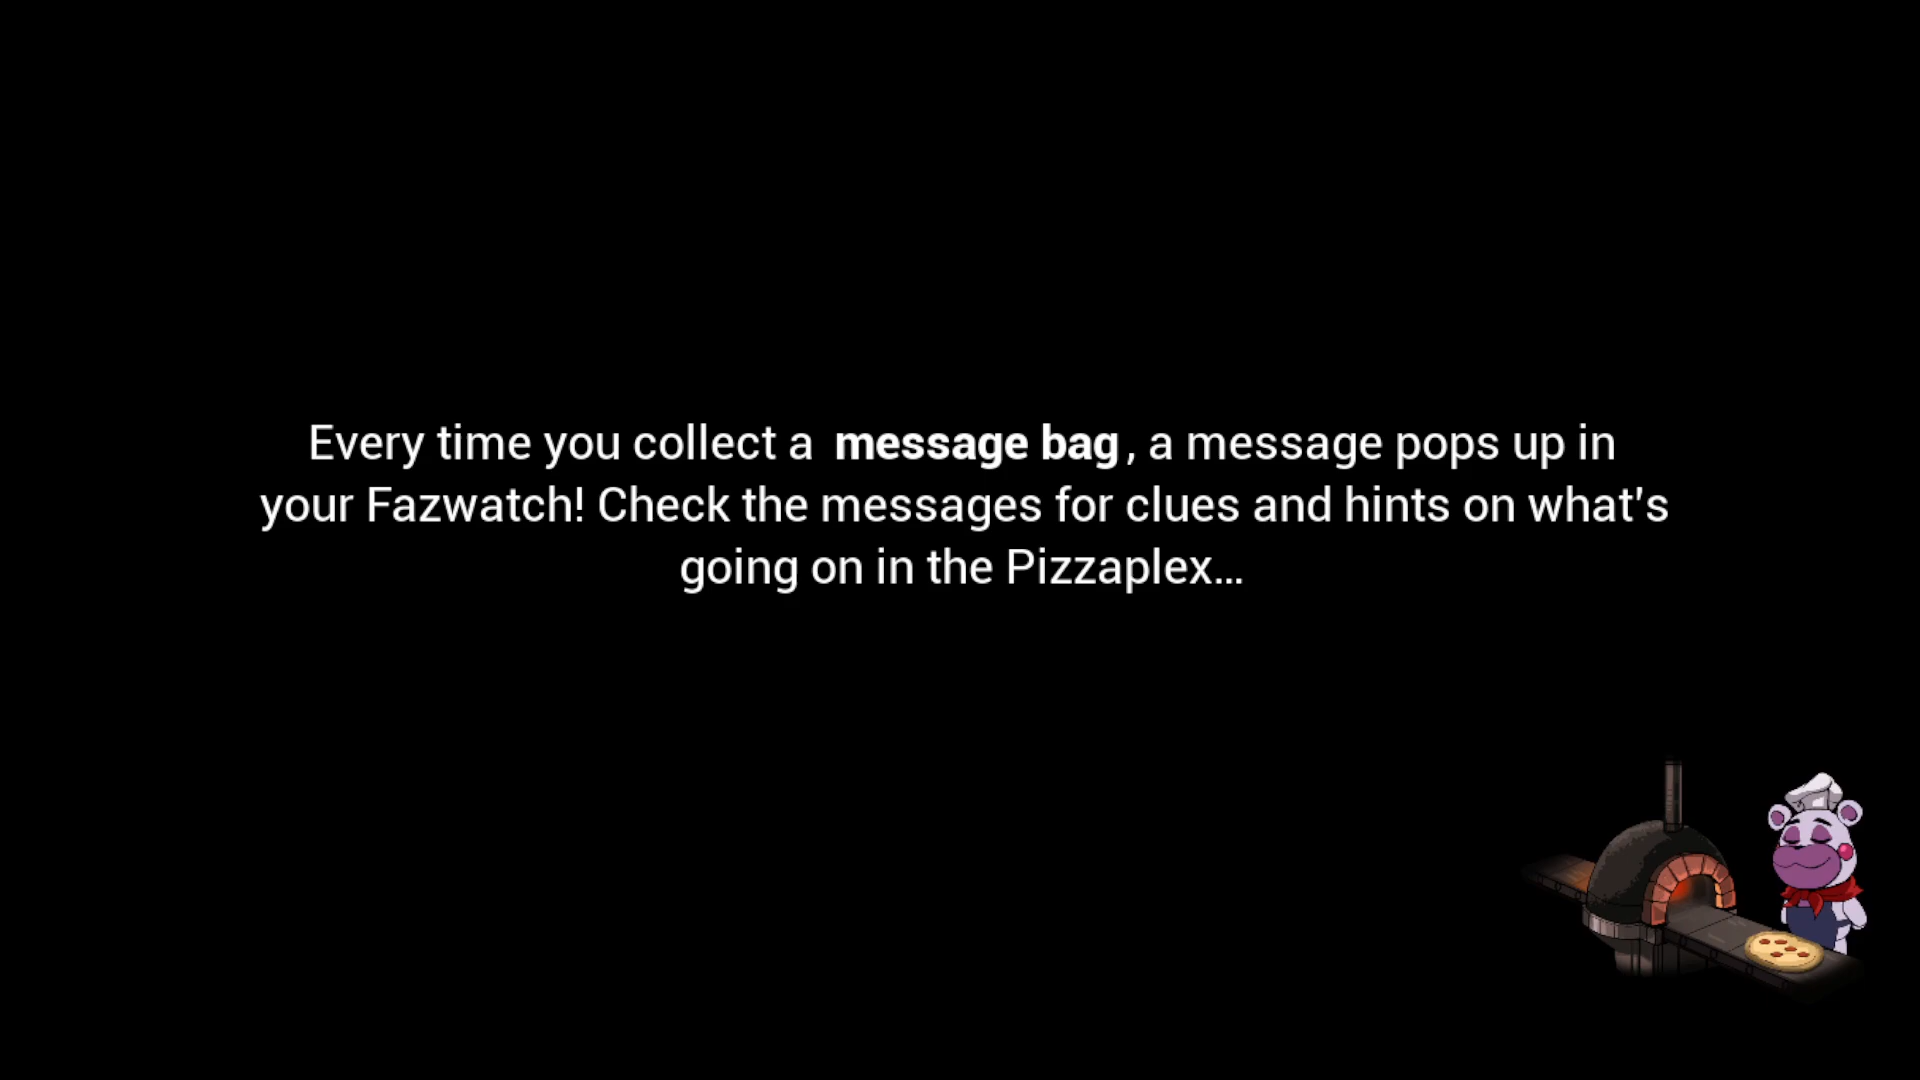 Every time you collect a message bag, a message pops up in
your Fazwatch! Check the messages for clues and hints on what's
going on in the Pizzaplex...